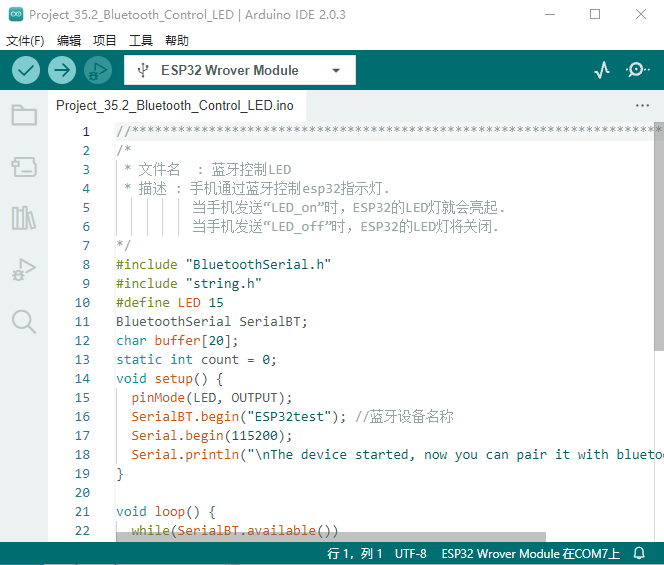 Project_35.2_Bluetooth_Control_LED | Arduino IDE 2.0.3
文件(F) 编辑 项目 工具 帮助
ESP32 Wrover Module
Project_35.2_Bluetooth_Control_LED.ino
1 //**********************************************************************
2 /*
3 * 文件名 : 蓝牙控制LED
4 * 描述 : 手机通过蓝牙控制esp32指示灯.
5 当手机发送“LED_on”时，ESP32的LED灯就会亮起.
6 当手机发送“LED_off”时，ESP32的LED灯将关闭.
7 */
8 #include "BluetoothSerial.h"
9 #include "string.h"
10 #define LED 15
11 BluetoothSerial SerialBT;
12 char buffer[20];
13 static int count = 0;
14 void setup() {
15 pinMode(LED, OUTPUT);
16 SerialBT.begin("ESP32test"); //蓝牙设备名称
17 Serial.begin(115200);
18 Serial.println("\nThe device started, now you can pair it with bluetoo
19 }
20
21 void loop() {
22 while(SerialBT.available())
行 1，列 1 UTF-8 ESP32 Wrover Module 在COM7上